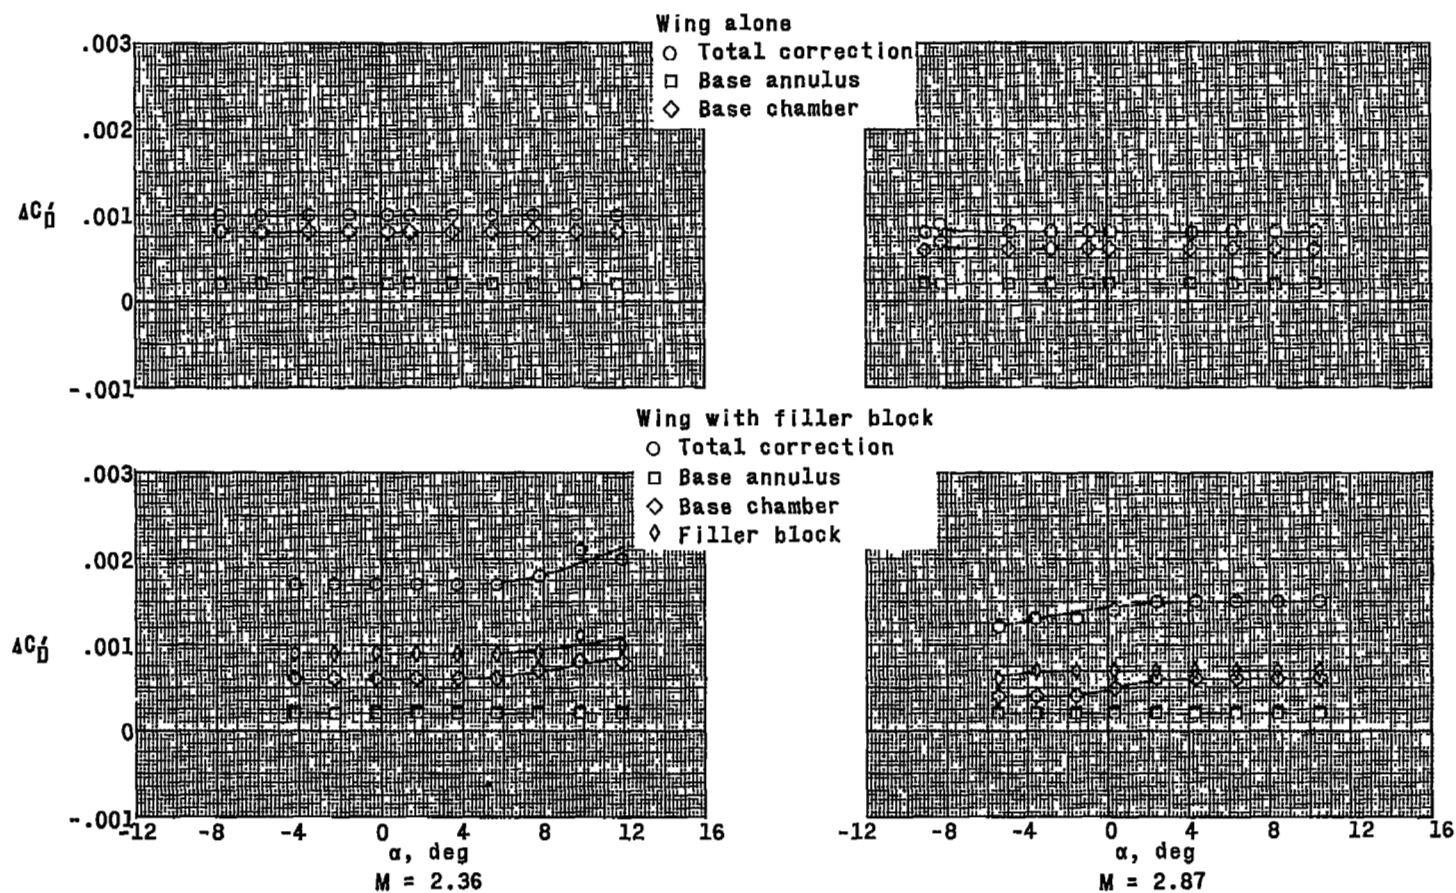 Wing alone
○ Total correction
□ Base annulus
◇ Base chamber
.003
.002
ΔC′D .001
0
-.001
Wing with filler block
○ Total correction
□ Base annulus
◇ Base chamber
◊ Filler block
.003
.002
ΔC′D .001
0
-.001
-12 -8 -4 0 4 8 12 16
α, deg
M = 2.36
-12 -8 -4 0 4 8 12 16
α, deg
M = 2.87